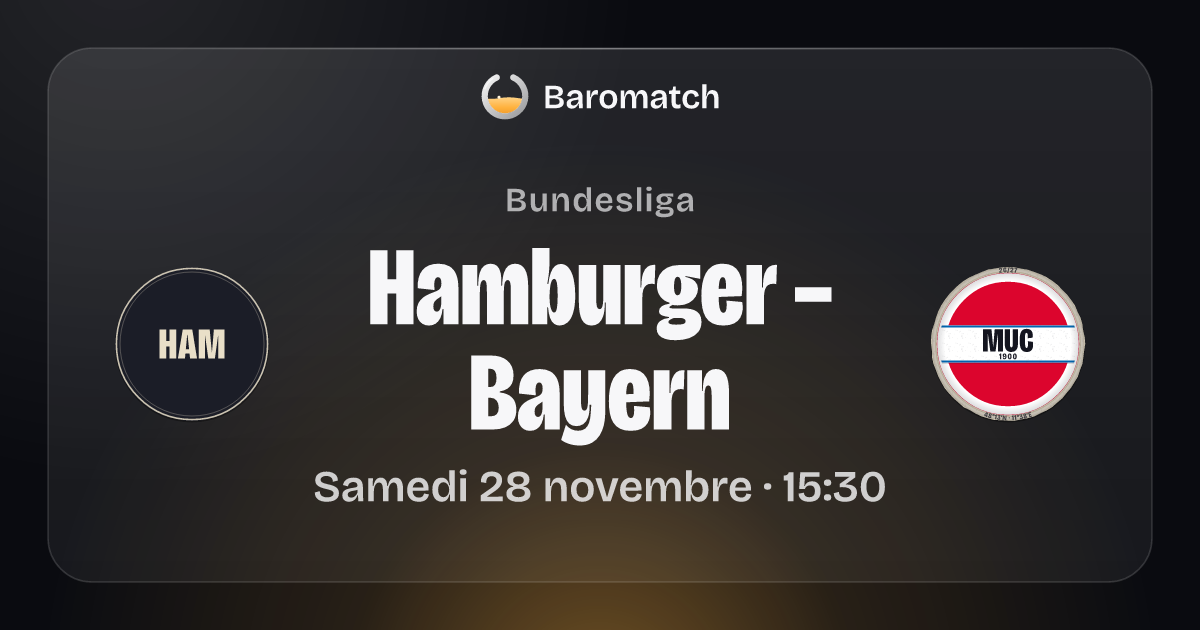 Baromatch
Bundesliga
Hamburger –
Bayern
HAM
MUC
1900
Samedi 28 novembre · 15:30